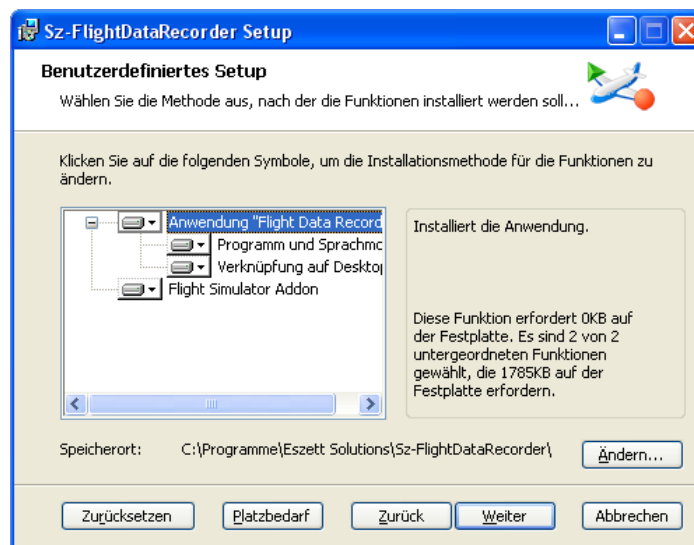 Sz-FlightDataRecorder Setup
Benutzerdefiniertes Setup
Wählen Sie die Methode aus, nach der die Funktionen installiert werden soll...
Klicken Sie auf die folgenden Symbole, um die Installationsmethode für die Funktionen zu
ändern.
Anwendung "Flight Data Record
Programm und Sprachmo
Verknüpfung auf Desktop
Flight Simulator Addon
Installiert die Anwendung.
Diese Funktion erfordert 0KB auf
der Festplatte. Es sind 2 von 2
untergeordneten Funktionen
gewählt, die 1785KB auf der
Festplatte erfordern.
Speicherort: C:\Programme\Eszett Solutions\Sz-FlightDataRecorder\
Ändern...
Zurücksetzen Platzbedarf Zurück Weiter Abbrechen